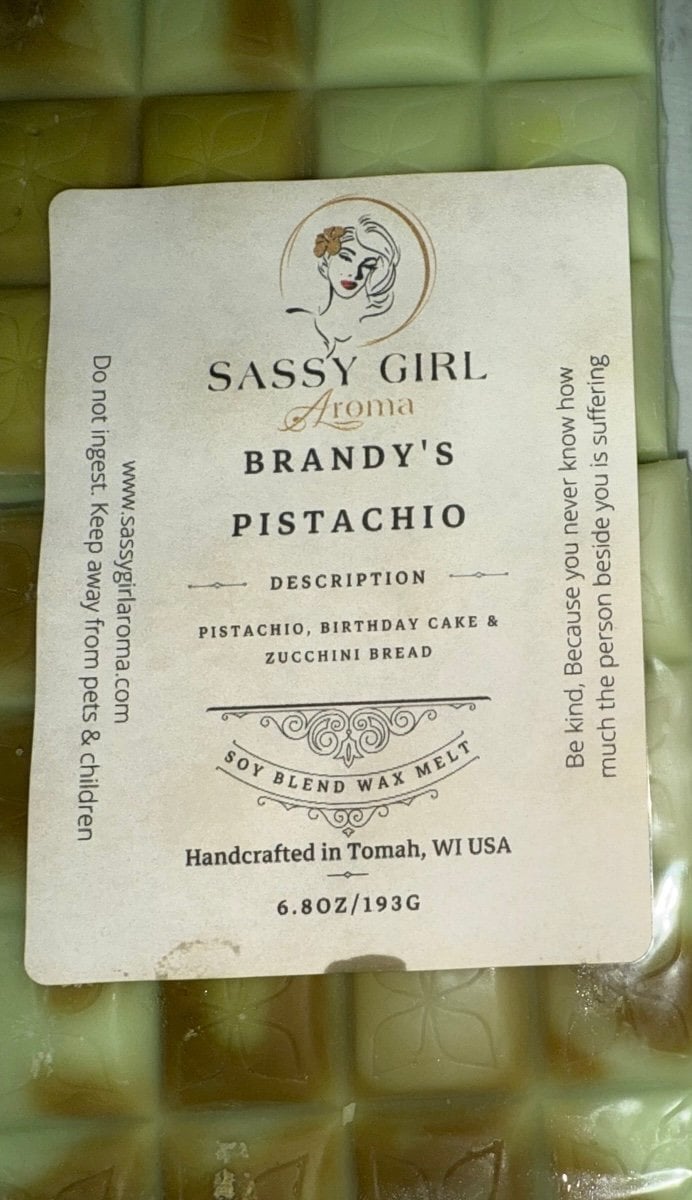 SASSY GIRL
Aroma
BRANDY'S
PISTACHIO
DESCRIPTION
PISTACHIO, BIRTHDAY CAKE &
ZUCCHINI BREAD
SOY BLEND WAX MELT
Handcrafted in Tomah, WI USA
6.8OZ/193G
www.sassygirlaroma.com
Do not ingest. Keep away from pets & children
Be kind, Because you never know how
much the person beside you is suffering